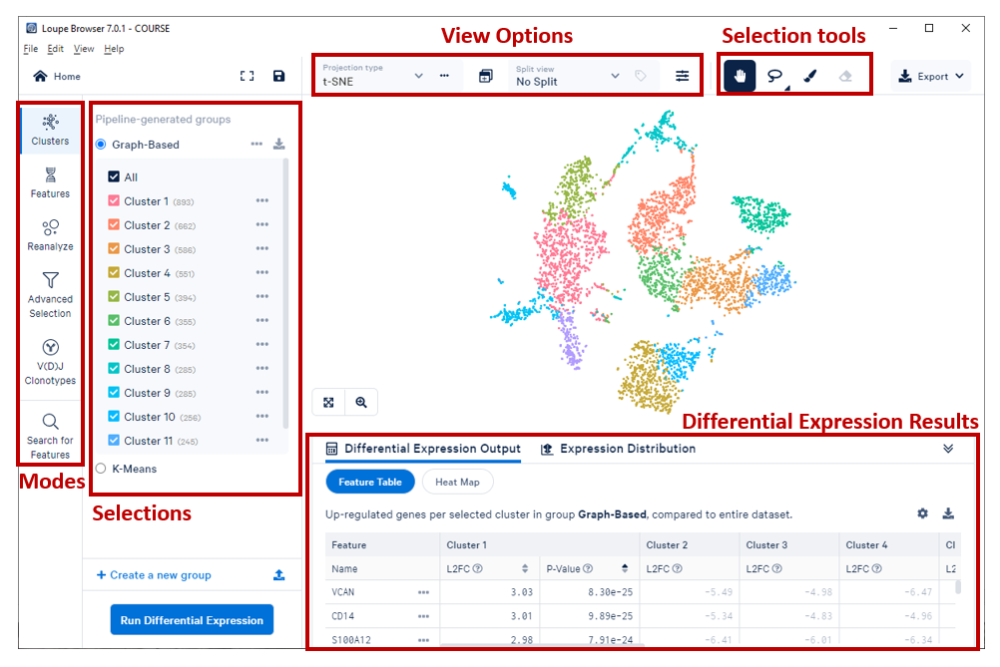 Loupe Browser 7.0.1 - COURSE
File Edit View Help
View Options
Selection tools
Home
Projection type
t-SNE
Split view
No Split
Export
Clusters
Features
Reanalyze
Advanced
Selection
V(D)J
Clonotypes
Search for
Features
Modes
Pipeline-generated groups
Graph-Based
All
Cluster 1 (893)
Cluster 2 (662)
Cluster 3 (586)
Cluster 4 (551)
Cluster 5 (394)
Cluster 6 (355)
Cluster 7 (354)
Cluster 8 (285)
Cluster 9 (285)
Cluster 10 (256)
Cluster 11 (245)
K-Means
Selections
Create a new group
Run Differential Expression
Differential Expression Results
Differential Expression Output Expression Distribution
Feature Table Heat Map
Up-regulated genes per selected cluster in group Graph-Based, compared to entire dataset.
Feature Cluster 1 Cluster 2 Cluster 3 Cluster 4 Cl
Name L2FC P-Value L2FC L2FC L2FC L2
VCAN 3.03 8.30e-25 -5.49 -4.98 -6.47
CD14 3.01 9.89e-25 -5.34 -4.83 -4.96
S100A12 2.98 7.91e-24 -6.41 -6.01 -6.34